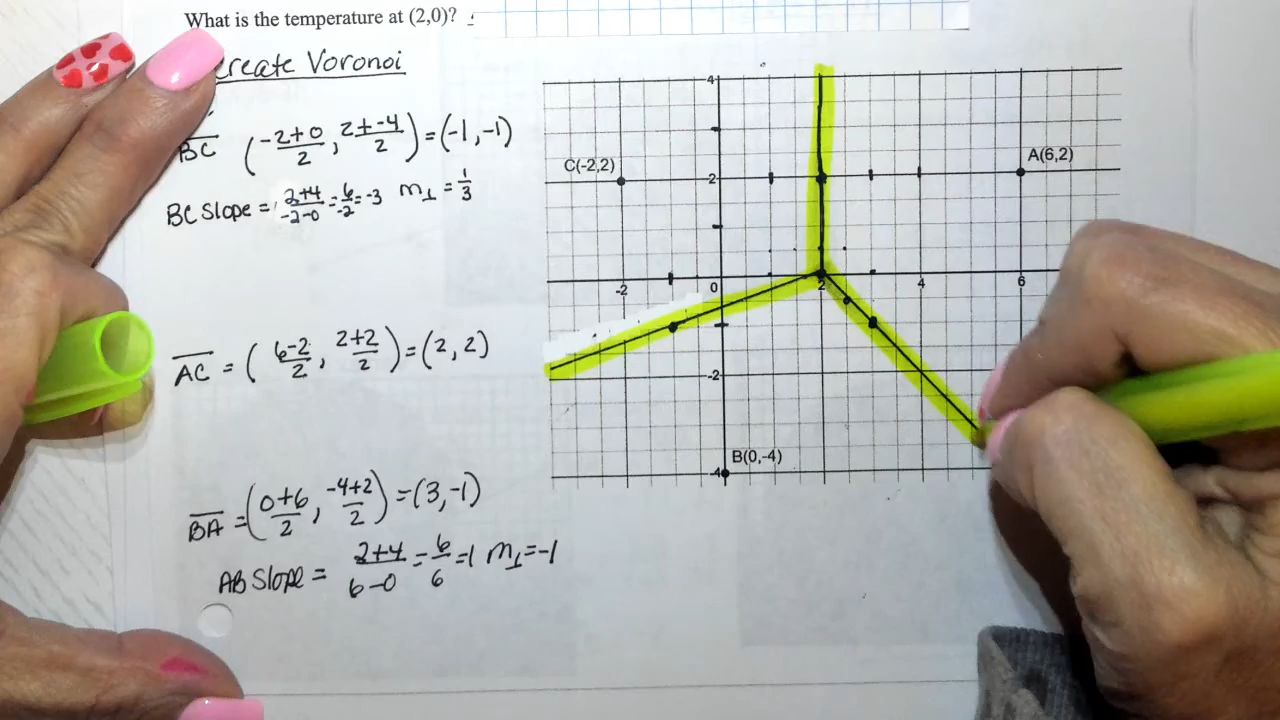 What is the temperature at (2,0)?
create Voronoi
BC (-2+0/2, 2+-4/2) = (-1,-1)
BC Slope = 2+4/-2-0 = 6/-2 = -3 m⊥ = 1/3
AC = (6-2/2, 2+2/2) = (2, 2)
BA = (0+6/2, -4+2/2) = (3,-1)
AB Slope = 2+4/6-0 = 6/6 = 1 m⊥ = -1
4
C(-2,2)
A(6,2)
2
-2
0
2
4
6
-2
B(0,-4)
-4